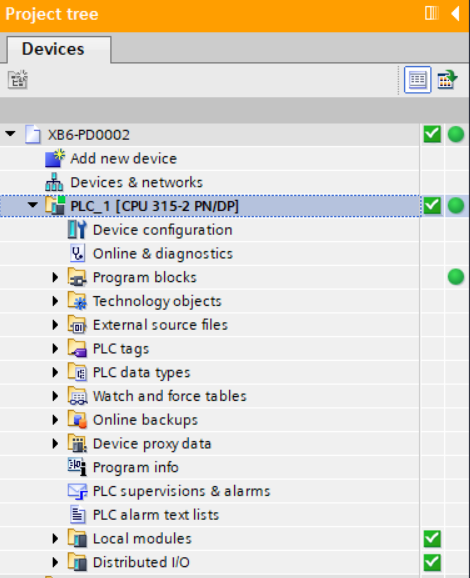 Project tree
Devices
XB6-PD0002
Add new device
Devices & networks
PLC_1 [CPU 315-2 PN/DP]
Device configuration
Online & diagnostics
Program blocks
Technology objects
External source files
PLC tags
PLC data types
Watch and force tables
Online backups
Device proxy data
Program info
PLC supervisions & alarms
PLC alarm text lists
Local modules
Distributed I/O